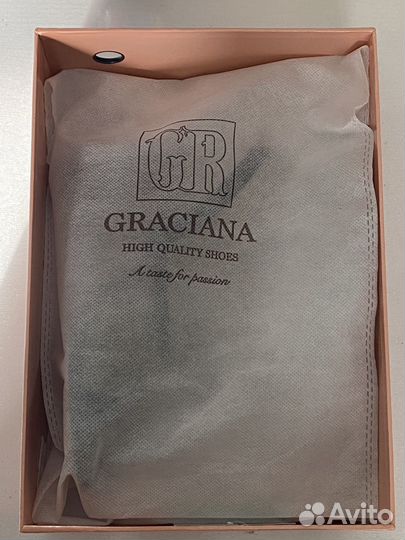 GR
GRACIANA
HIGH QUALITY SHOES
A taste for passion
Avito